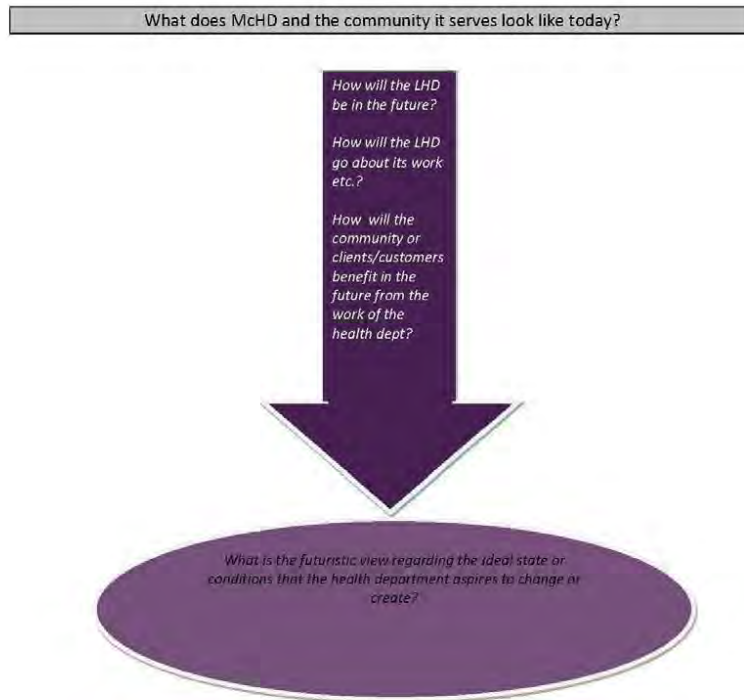 What does McHD and the community it serves look like today?
How will the LHD
be in the future?
How will the LHD
go about its work
etc.?
How will the
community or
clients/customers
benefit in the
future from the
work of the
health dept?
What is the futuristic view regarding the ideal state or
conditions that the health department aspires to change or
create?